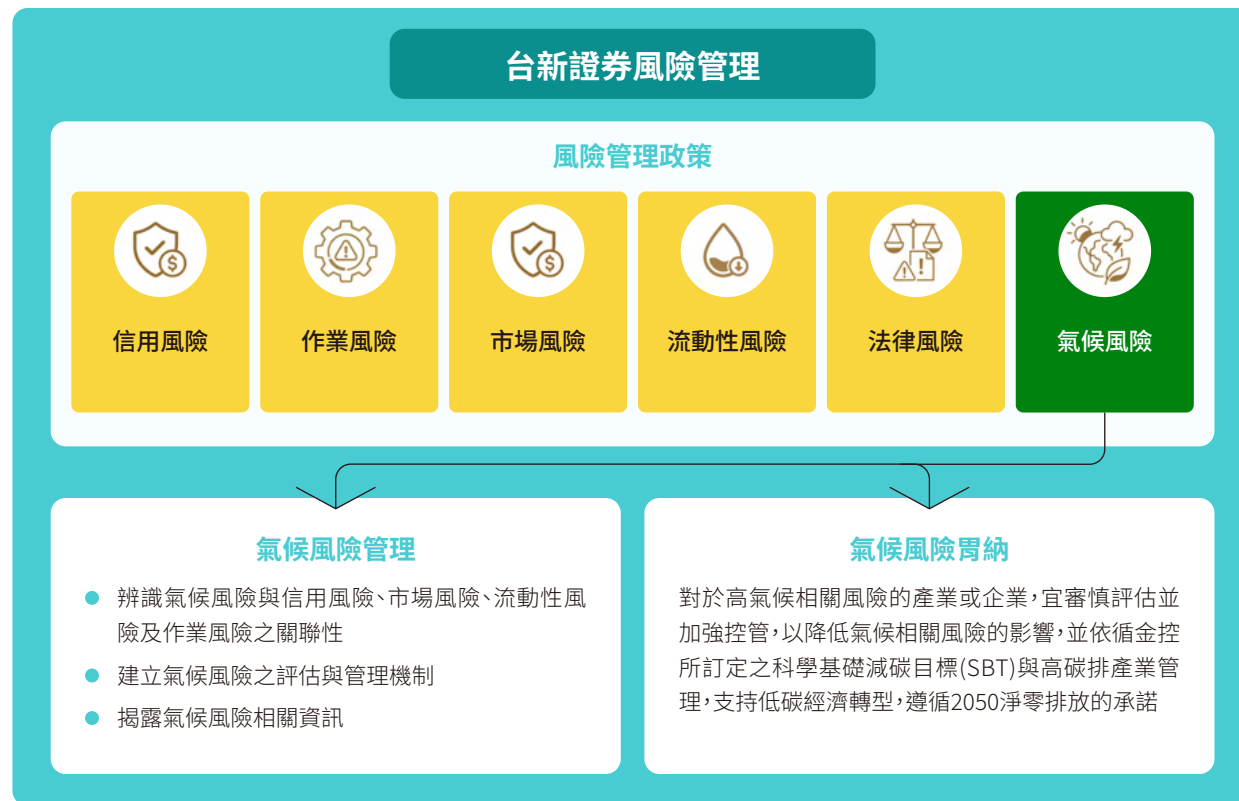 台新證券風險管理
風險管理政策
信用風險
作業風險
市場風險
流動性風險
法律風險
氣候風險
氣候風險管理
辨識氣候風險與信用風險、市場風險、流動性風
險及作業風險之關聯性
建立氣候風險之評估與管理機制
揭露氣候風險相關資訊
氣候風險胃納
對於高氣候相關風險的產業或企業，宜審慎評估並
加強控管，以降低氣候相關風險的影響，並依循金控
所訂定之科學基礎減碳目標(SBT)與高碳排產業管
理，支持低碳經濟轉型，遵循2050淨零排放的承諾